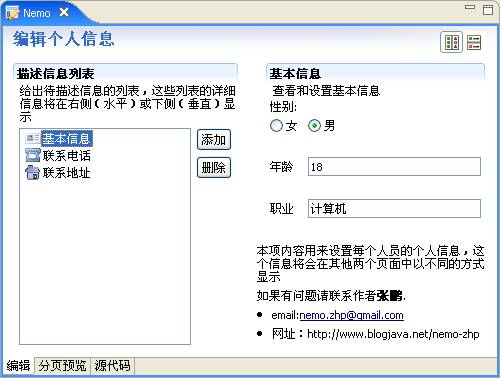 Nemo
编辑个人信息
描述信息列表
给出待描述信息的列表，这些列表的详细
信息将在右侧（水平）或下侧（垂直）显
示
基本信息
联系电话
联系地址
添加
删除
基本信息
查看和设置基本信息
性别:
女 男
年龄 18
职业 计算机
本项内容用来设置每个人员的个人信息，这
个信息将会在其他两个页面中以不同的方式
显示
如果有问题请联系作者张鹏.
email:nemo.zhp@gmail.com
网址：http://www.blogjava.net/nemo-zhp
编辑 分页预览 源代码